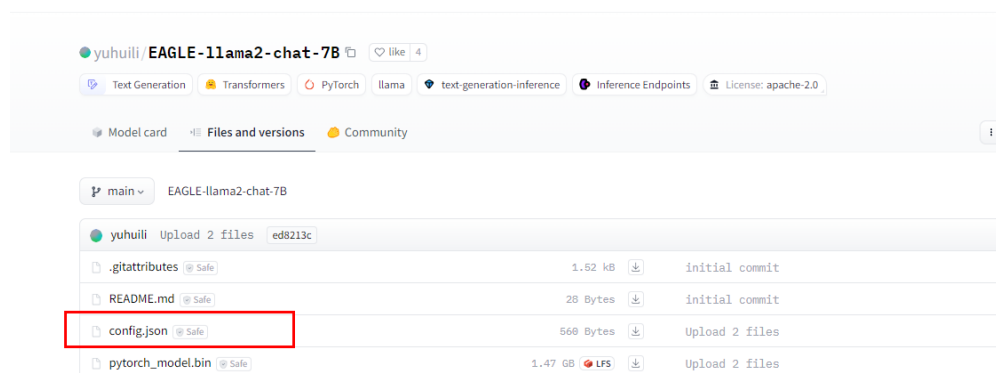 yuhuili/EAGLE-llama2-chat-7B like 4
Text Generation Transformers PyTorch llama text-generation-inference Inference Endpoints License: apache-2.0
Model card Files and versions Community
main EAGLE-llama2-chat-7B
yuhuili Upload 2 files ed8213c
.gitattributes Safe 1.52 kB initial commit
README.md Safe 28 Bytes initial commit
config.json Safe 560 Bytes Upload 2 files
pytorch_model.bin Safe 1.47 GB LFS Upload 2 files